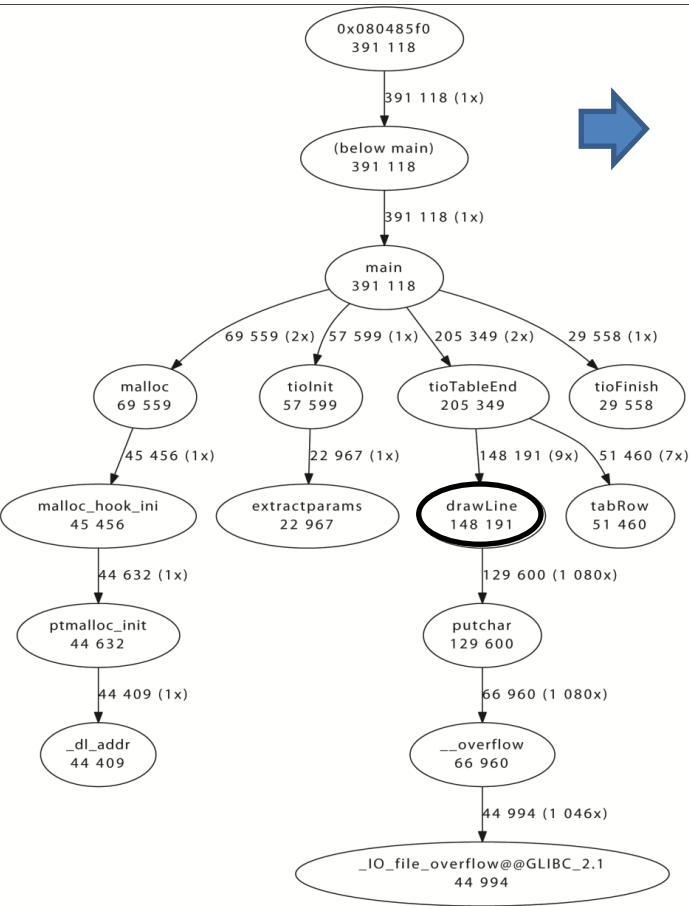 0x080485f0
391 118
391 118 (1x)
(below main)
391 118
391 118 (1x)
main
391 118
69 559 (2x)
57 599 (1x)
205 349 (2x)
29 558 (1x)
malloc
69 559
tioInit
57 599
tioTableEnd
205 349
tioFinish
29 558
45 456 (1x)
22 967 (1x)
148 191 (9x)
51 460 (7x)
malloc_hook_ini
45 456
extractparams
22 967
drawLine
148 191
tabRow
51 460
44 632 (1x)
129 600 (1 080x)
ptmalloc_init
44 632
putchar
129 600
44 409 (1x)
66 960 (1 080x)
_dl_addr
44 409
__overflow
66 960
44 994 (1 046x)
_IO_file_overflow@@GLIBC_2.1
44 994